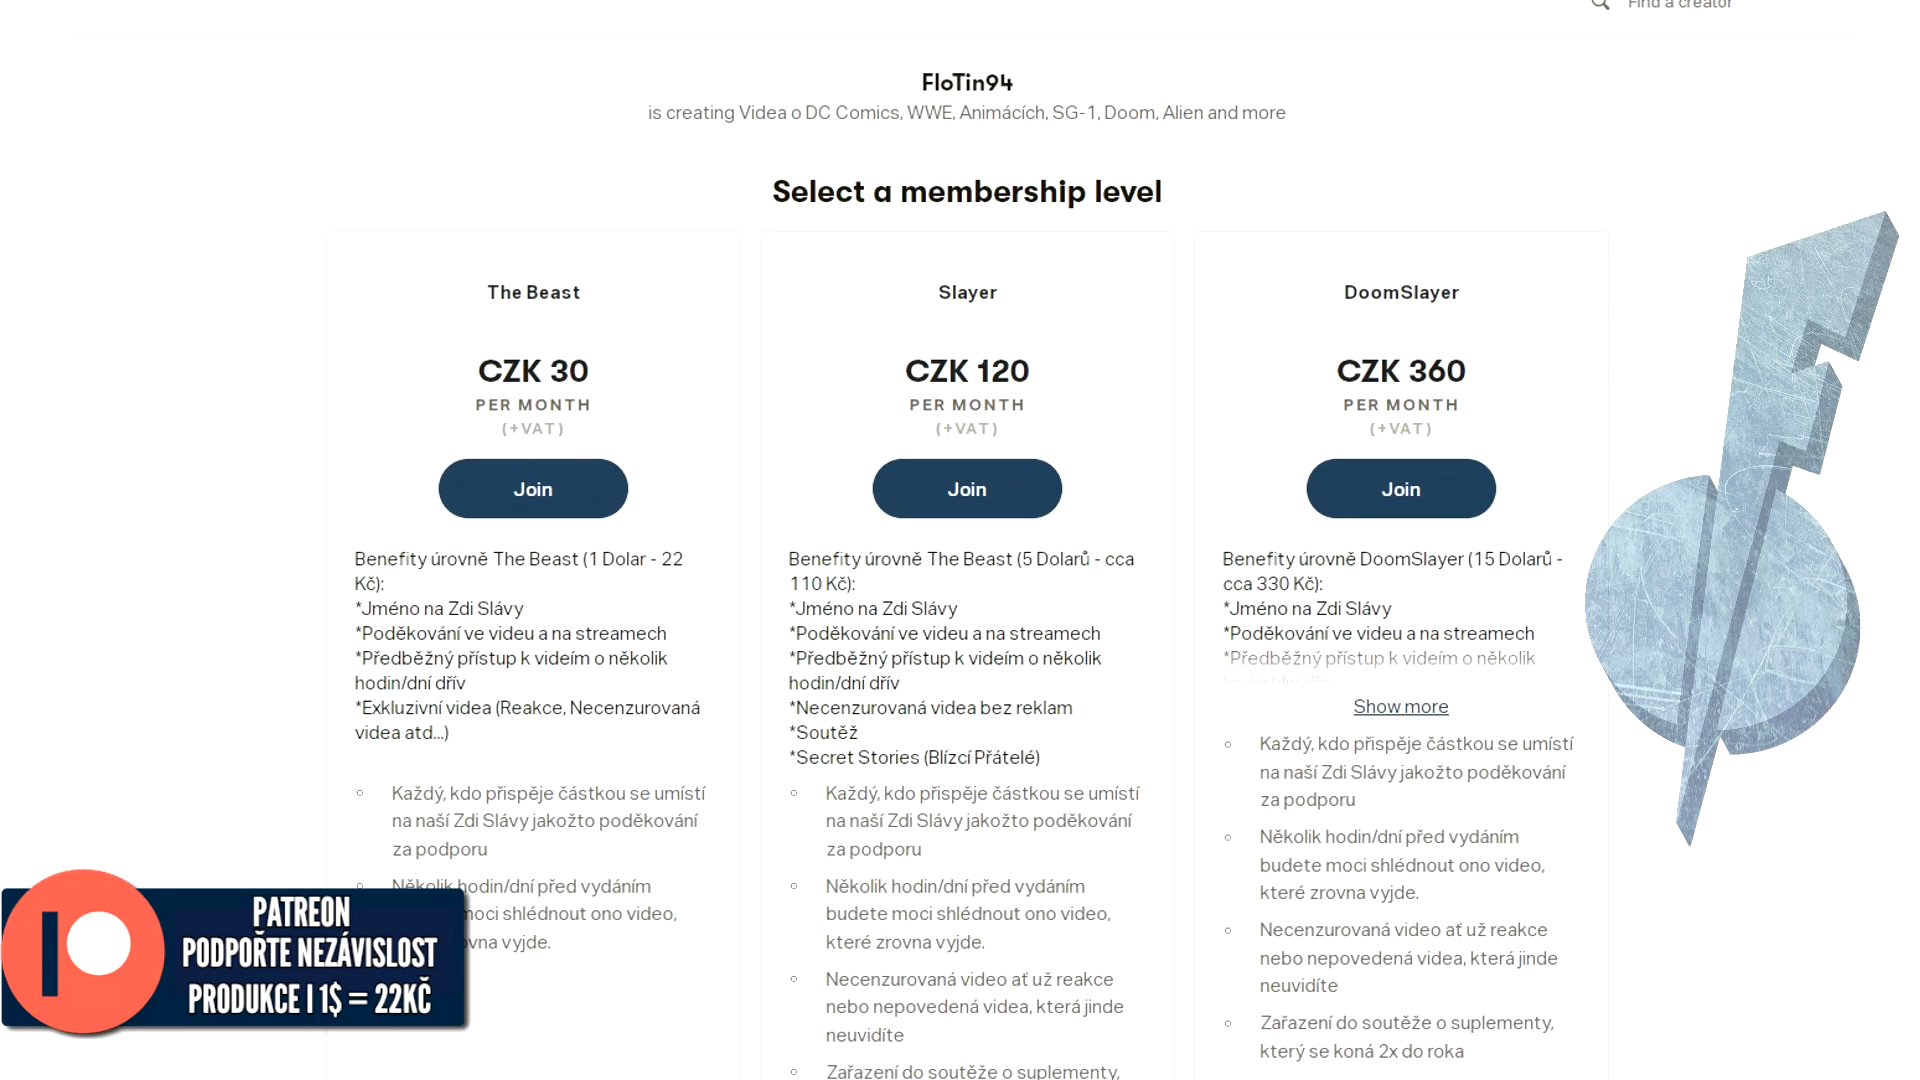 Find a creator
FloTin94
is creating Videa o DC Comics, WWE, Animácích, SG-1, Doom, Alien and more
Select a membership level
The Beast
CZK 30
PER MONTH
(+VAT)
Join
Benefity úrovně The Beast (1 Dolar - 22
Kč):
*Jméno na Zdi Slávy
*Poděkování ve videu a na streamech
*Předběžný přístup k videím o několik
hodin/dní dřív
*Exkluzivní videa (Reakce, Necenzurovaná
videa atd...)
Každý, kdo přispěje částkou se umístí
na naší Zdi Slávy jakožto poděkování
za podporu
Několik hodin/dní před vydáním
moci shlédnout ono video,
vyjde.
Slayer
CZK 120
PER MONTH
(+VAT)
Join
Benefity úrovně The Beast (5 Dolarů - cca
110 Kč):
*Jméno na Zdi Slávy
*Poděkování ve videu a na streamech
*Předběžný přístup k videím o několik
hodin/dní dřív
*Necenzurovaná videa bez reklam
*Soutěž
*Secret Stories (Blízcí Přátelé)
Každý, kdo přispěje částkou se umístí
na naší Zdi Slávy jakožto poděkování
za podporu
Několik hodin/dní před vydáním
budete moci shlédnout ono video,
které zrovna vyjde.
Necenzurovaná video ať už reakce
nebo nepovedená videa, která jinde
neuvidíte
Zařazení do soutěže o suplementy,
DoomSlayer
CZK 360
PER MONTH
(+VAT)
Join
Benefity úrovně DoomSlayer (15 Dolarů -
cca 330 Kč):
*Jméno na Zdi Slávy
*Poděkování ve videu a na streamech
*Předběžný přístup k videím o několik
hodin/dní dřív
Show more
Každý, kdo přispěje částkou se umístí
na naší Zdi Slávy jakožto poděkování
za podporu
Několik hodin/dní před vydáním
budete moci shlédnout ono video,
které zrovna vyjde.
Necenzurovaná video ať už reakce
nebo nepovedená videa, která jinde
neuvidíte
Zařazení do soutěže o suplementy,
který se koná 2x do roka
PATREON
PODPOŘTE NEZÁVISLOST
PRODUKCE I 1$ = 22KČ